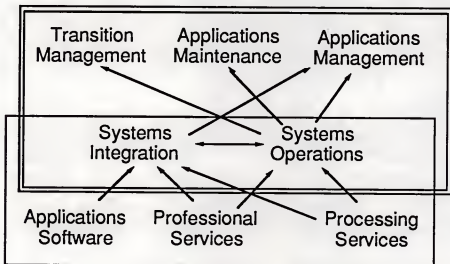 Transition Applications Applications
Management Maintenance Management
Systems Systems
Integration Operations
Applications Professional Processing
Software Services Services